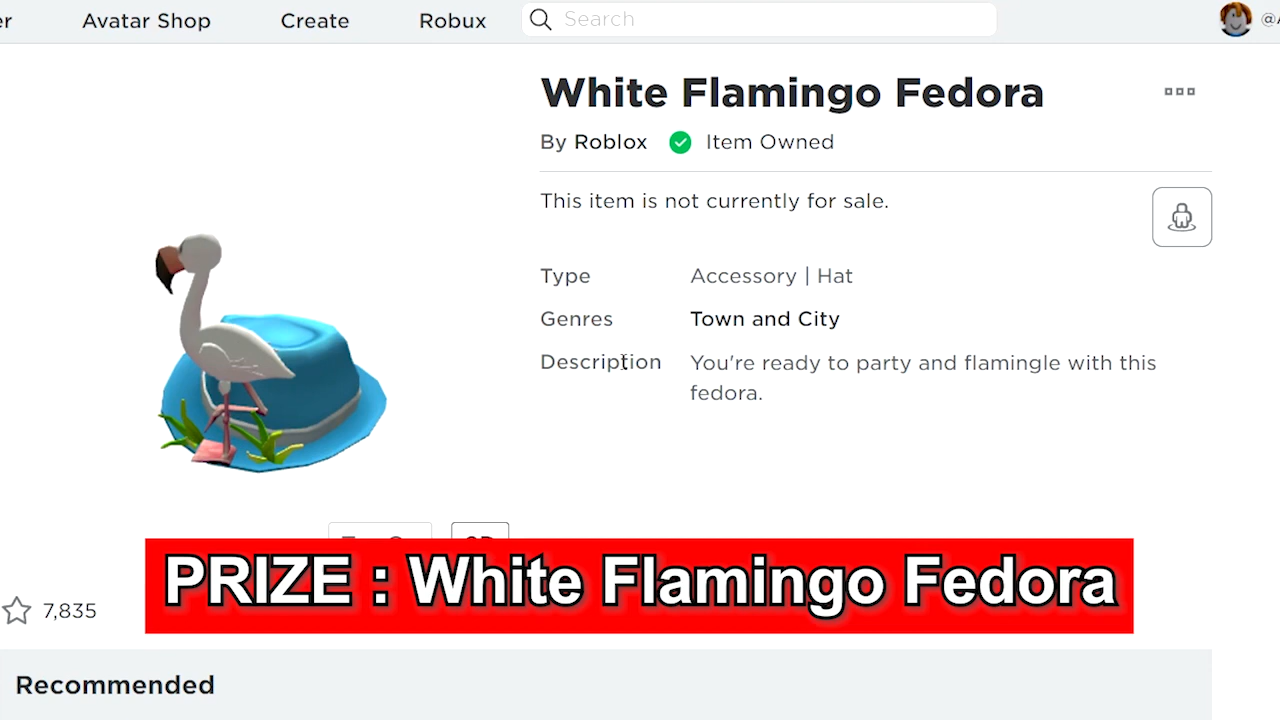 er Avatar Shop Create Robux Search @
White Flamingo Fedora
By Roblox Item Owned
This item is not currently for sale.
Type Accessory | Hat
Genres Town and City
Description You're ready to party and flamingle with this
fedora.
PRIZE : White Flamingo Fedora
7,835
Recommended